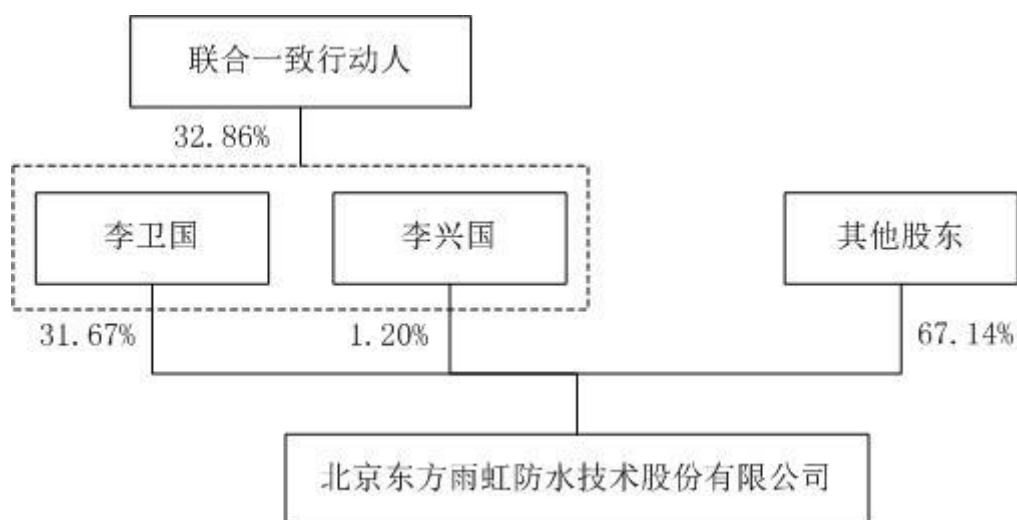 联合一致行动人
32.86%
李卫国
李兴国
其他股东
31.67%
1.20%
67.14%
北京东方雨虹防水技术股份有限公司